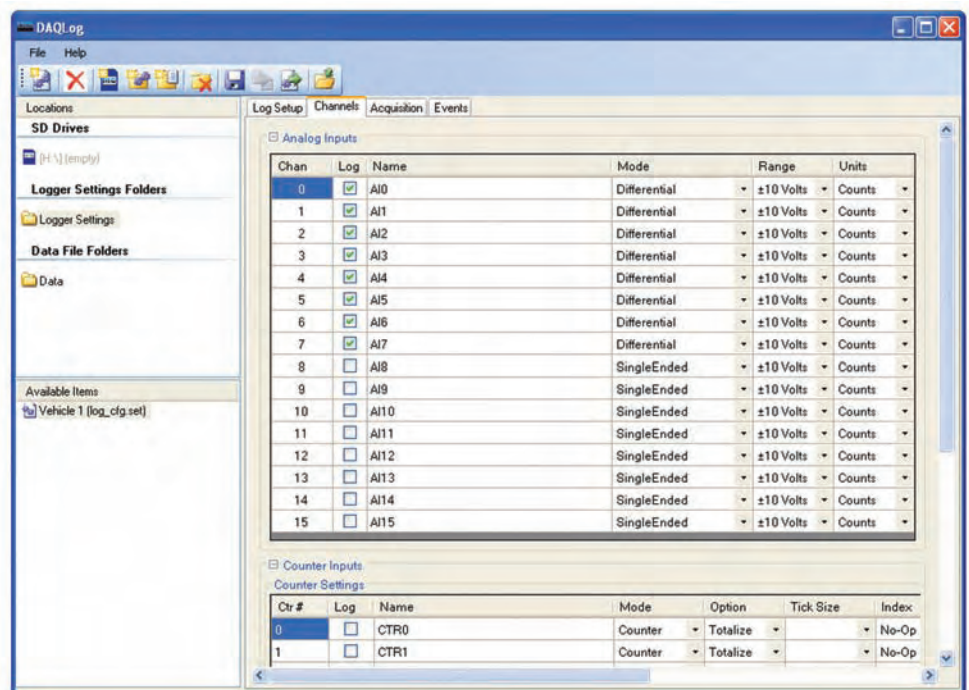 DAQLog
File Help
Locations
SD Drives
[H:\] (empty)
Logger Settings Folders
Logger Settings
Data File Folders
Data
Available Items
Vehicle 1 (log_cfg.set)
Log Setup Channels Acquisition Events
Analog Inputs
Chan Log Name Mode Range Units
0 AI0 Differential ±10 Volts Counts
1 AI1 Differential ±10 Volts Counts
2 AI2 Differential ±10 Volts Counts
3 AI3 Differential ±10 Volts Counts
4 AI4 Differential ±10 Volts Counts
5 AI5 Differential ±10 Volts Counts
6 AI6 Differential ±10 Volts Counts
7 AI7 Differential ±10 Volts Counts
8 AI8 SingleEnded ±10 Volts Counts
9 AI9 SingleEnded ±10 Volts Counts
10 AI10 SingleEnded ±10 Volts Counts
11 AI11 SingleEnded ±10 Volts Counts
12 AI12 SingleEnded ±10 Volts Counts
13 AI13 SingleEnded ±10 Volts Counts
14 AI14 SingleEnded ±10 Volts Counts
15 AI15 SingleEnded ±10 Volts Counts
Counter Inputs
Counter Settings
Ctr # Log Name Mode Option Tick Size Index
0 CTR0 Counter Totalize No-Op
1 CTR1 Counter Totalize No-Op